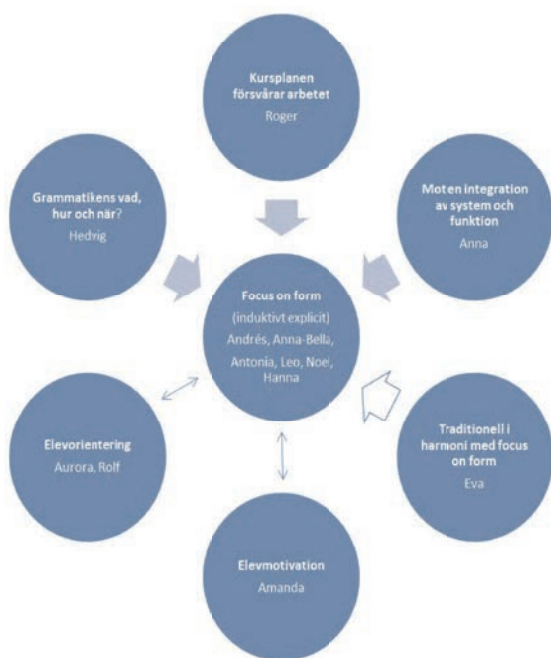 Kursplanen
försvårar arbetet
Roger
Grammatikens vad,
hur och när?
Hedvig
Moten integration
av system och
funktion
Anna
Focus on form
(induktivt explicit)
Andrés, Anna-Bella,
Antonia, Leo, Noel,
Hanna
Elevorientering
Aurora, Rolf
Traditionell i
harmoni med focus
on form
Eva
Elevmotivation
Amanda